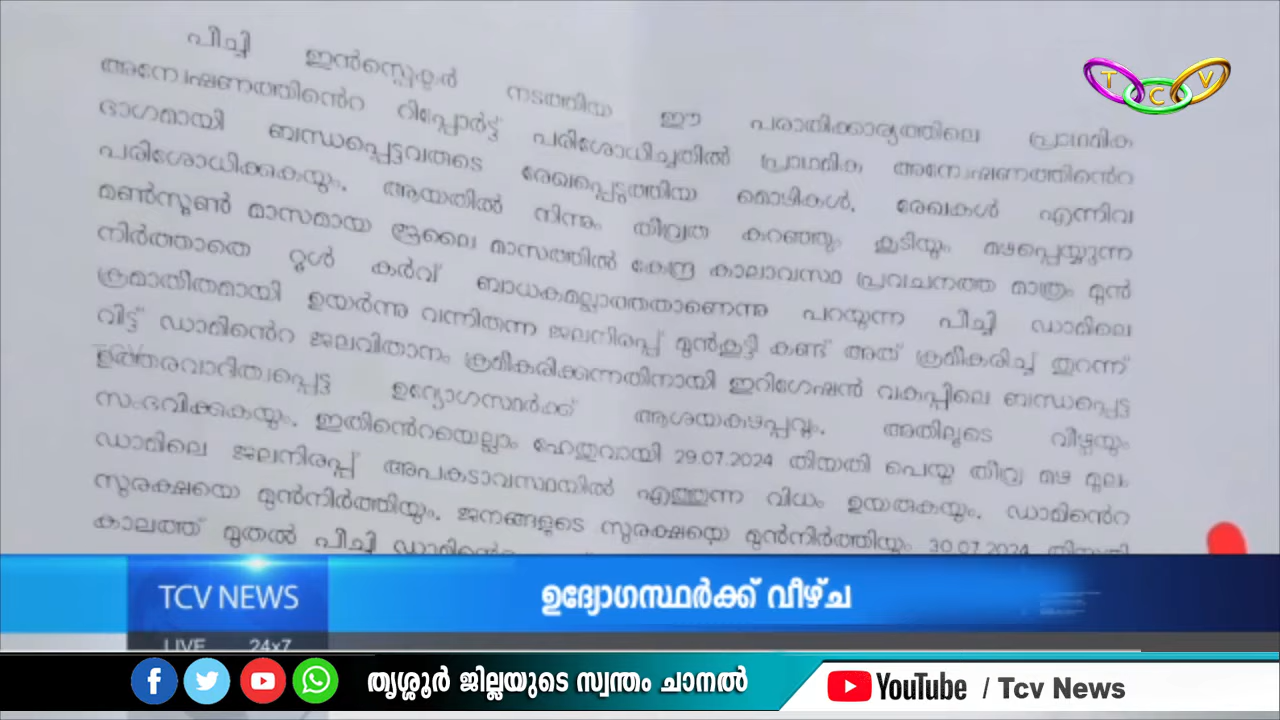 പീച്ചി ഇൻസ്പെക്ടർ നടത്തിയ ഈ പരാതിക്കാര്യത്തിലെ പ്രാഥമിക
അന്വേഷണത്തിൻെറ റിപ്പോർട്ട് പരിശോധിച്ചതിൽ പ്രാഥമിക അന്വേഷണത്തിൻെറ
ഭാഗമായി ബന്ധപ്പെട്ടവരുടെ രേഖപ്പെടുത്തിയ മൊഴികൾ, രേഖകൾ എന്നിവ
പരിശോധിക്കുകയും, ആയതിൽ നിന്നും തീവ്രത കുറഞ്ഞും കൂടിയും മഴപ്പെയ്യുന്ന
മൺസൂൺ മാസമായ ജൂലൈ മാസത്തിൽ കേന്ദ്ര കാലാവസ്ഥ പ്രവചനത്തെ മാത്രം മുൻ
നിർത്താതെ റൂൾ കർവ് ബാധകമല്ലാത്തതാണെന്നു പറയുന്ന പീച്ചി ഡാമിലെ
ക്രമാതീതമായി ഉയർന്നു വന്നിരുന്ന ജലനിരപ്പ് മുൻകൂട്ടി കണ്ട് അത് ക്രമീകരിച്ച് തുറന്ന്
വിട്ട് ഡാമിൻെറ ജലവിതാനം ക്രമീകരിക്കുന്നതിനായി ഇറിഗേഷൻ വകുപ്പിലെ ബന്ധപ്പെട്ട
ഉത്തരവാദിത്വപ്പെട്ട ഉദ്യോഗസ്ഥർക്ക് ആശയകുഴപ്പവും, അതിലൂടെ വീഴ്ചയും
സംഭവിക്കുകയും, ഇതിൻെറയെല്ലാം ഹേതുവായി 29.07.2024 തിയതി പെയ്ത തീവ്ര മഴ മൂലം
ഡാമിലെ ജലനിരപ്പ് അപകടാവസ്ഥയിൽ എത്തുന്ന വിധം ഉയരുകയും, ഡാമിൻെറ
സുരക്ഷയെ മുൻനിർത്തിയും, ജനങ്ങളുടെ സുരക്ഷയെ മുൻനിർത്തിയും 30.07.2024 തിയതി
കാലത്ത് മുതൽ പീച്ചി ഡാമിൻെറ
TCV
TCV NEWS
ഉദ്യോഗസ്ഥർക്ക് വീഴ്ച
LIVE 24x7
തൃശ്ശൂർ ജില്ലയുടെ സ്വന്തം ചാനൽ
YouTube / Tcv News